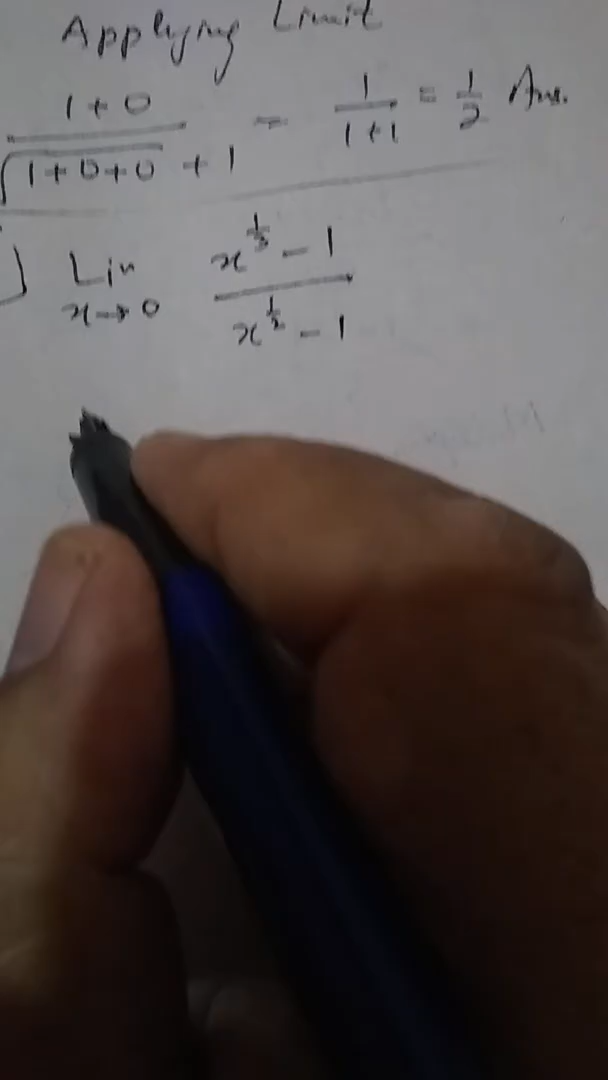 Applying Limit
1+0 / √1+0+0 + 1 = 1 / 1+1 = 1/2 Ans.
] Lim x→0 x^1/3 - 1 / x^1/2 - 1